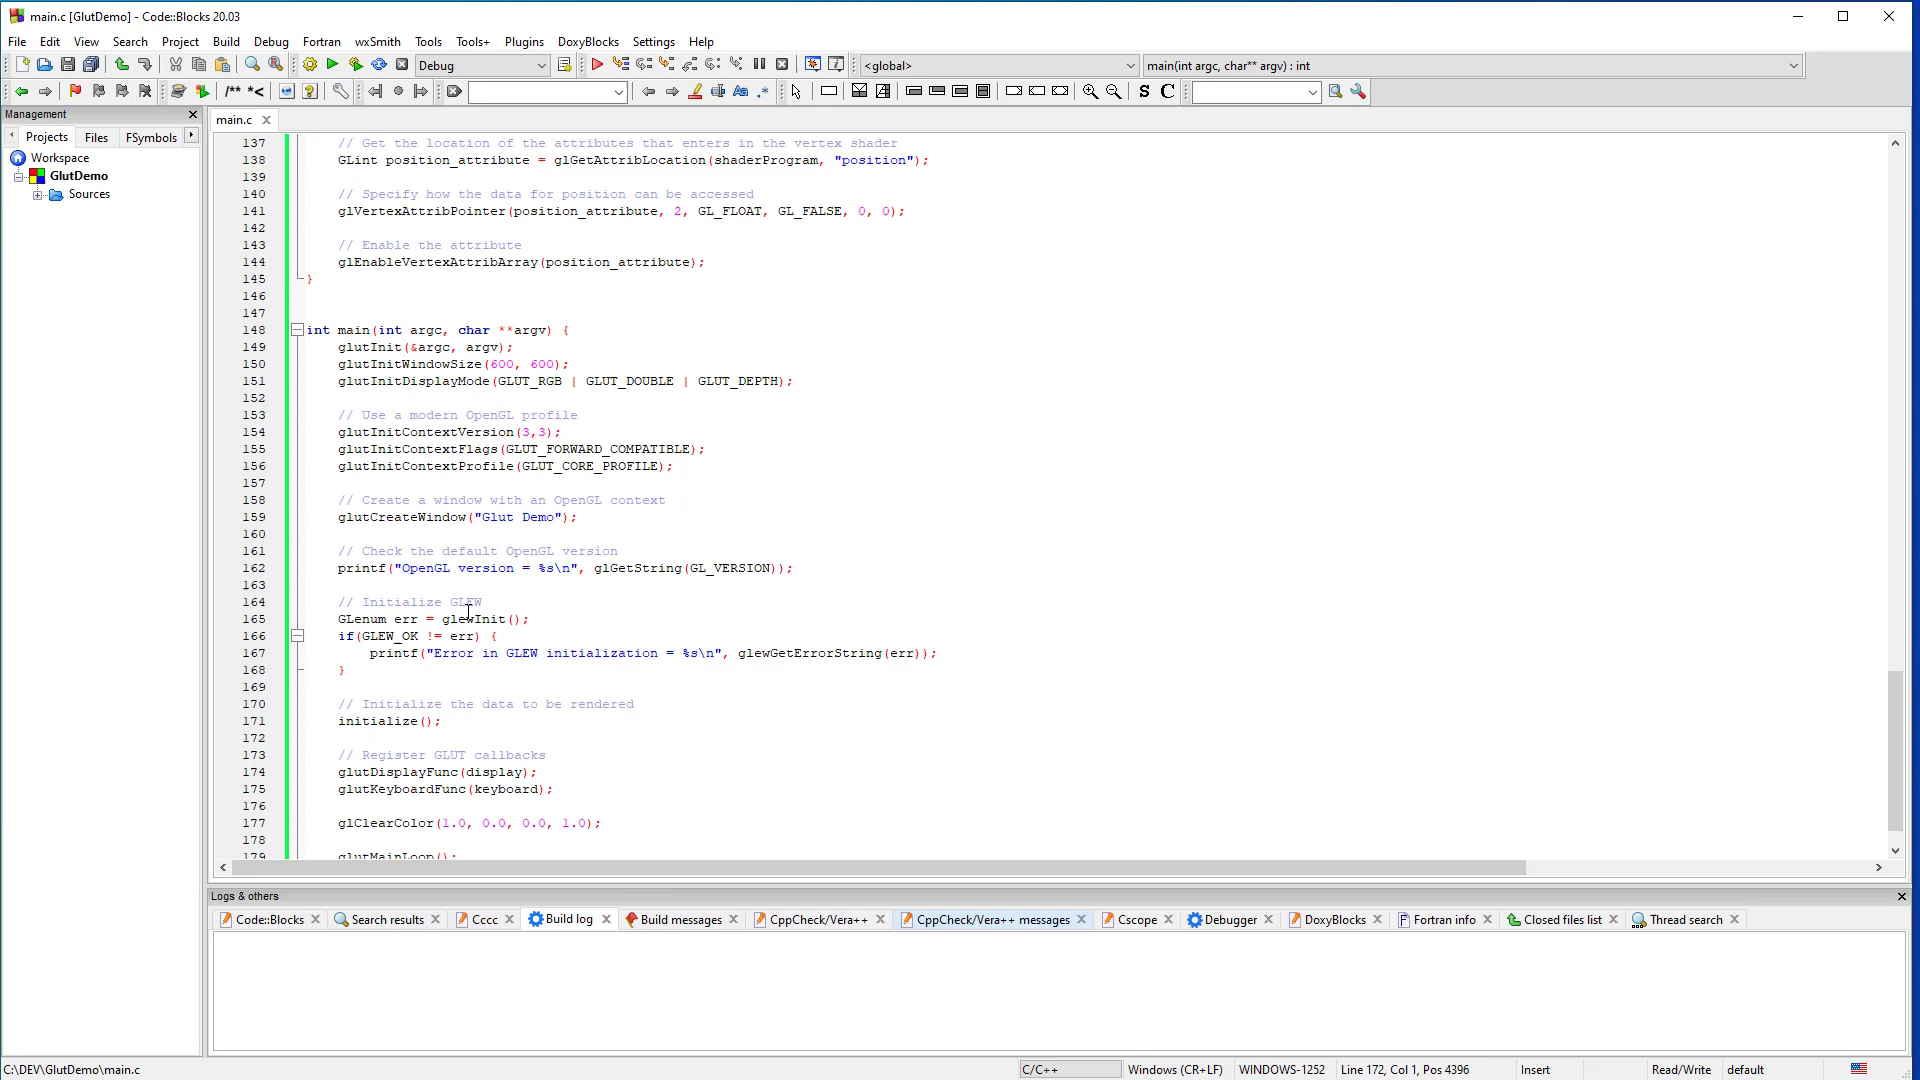 main.c [GlutDemo] - Code::Blocks 20.03
File Edit View Search Project Build Debug Fortran wxSmith Tools Tools+ Plugins DoxyBlocks Settings Help
Debug <global> main(int argc, char** argv) : int
/** *< Aa .* S C
Management
main.c
Projects Files FSymbols
Workspace
GlutDemo
Sources
137 // Get the location of the attributes that enters in the vertex shader
138 GLint position_attribute = glGetAttribLocation(shaderProgram, "position");
139
140 // Specify how the data for position can be accessed
141 glVertexAttribPointer(position_attribute, 2, GL_FLOAT, GL_FALSE, 0, 0);
142
143 // Enable the attribute
144 glEnableVertexAttribArray(position_attribute);
145 }
146
147
148 int main(int argc, char **argv) {
149 glutInit(&argc, argv);
150 glutInitWindowSize(600, 600);
151 glutInitDisplayMode(GLUT_RGB | GLUT_DOUBLE | GLUT_DEPTH);
152
153 // Use a modern OpenGL profile
154 glutInitContextVersion(3,3);
155 glutInitContextFlags(GLUT_FORWARD_COMPATIBLE);
156 glutInitContextProfile(GLUT_CORE_PROFILE);
157
158 // Create a window with an OpenGL context
159 glutCreateWindow("Glut Demo");
160
161 // Check the default OpenGL version
162 printf("OpenGL version = %s\n", glGetString(GL_VERSION));
163
164 // Initialize GLEW
165 GLenum err = glewInit();
166 if(GLEW_OK != err) {
167 printf("Error in GLEW initialization = %s\n", glewGetErrorString(err));
168 }
169
170 // Initialize the data to be rendered
171 initialize();
172
173 // Register GLUT callbacks
174 glutDisplayFunc(display);
175 glutKeyboardFunc(keyboard);
176
177 glClearColor(1.0, 0.0, 0.0, 1.0);
178
179 glutMainLoop();
Logs & others
Code::Blocks Search results Cccc Build log Build messages CppCheck/Vera++ CppCheck/Vera++ messages Cscope Debugger DoxyBlocks Fortran info Closed files list Thread search
C:\DEV\GlutDemo\main.c C/C++ Windows (CR+LF) WINDOWS-1252 Line 172, Col 1, Pos 4396 Insert Read/Write default